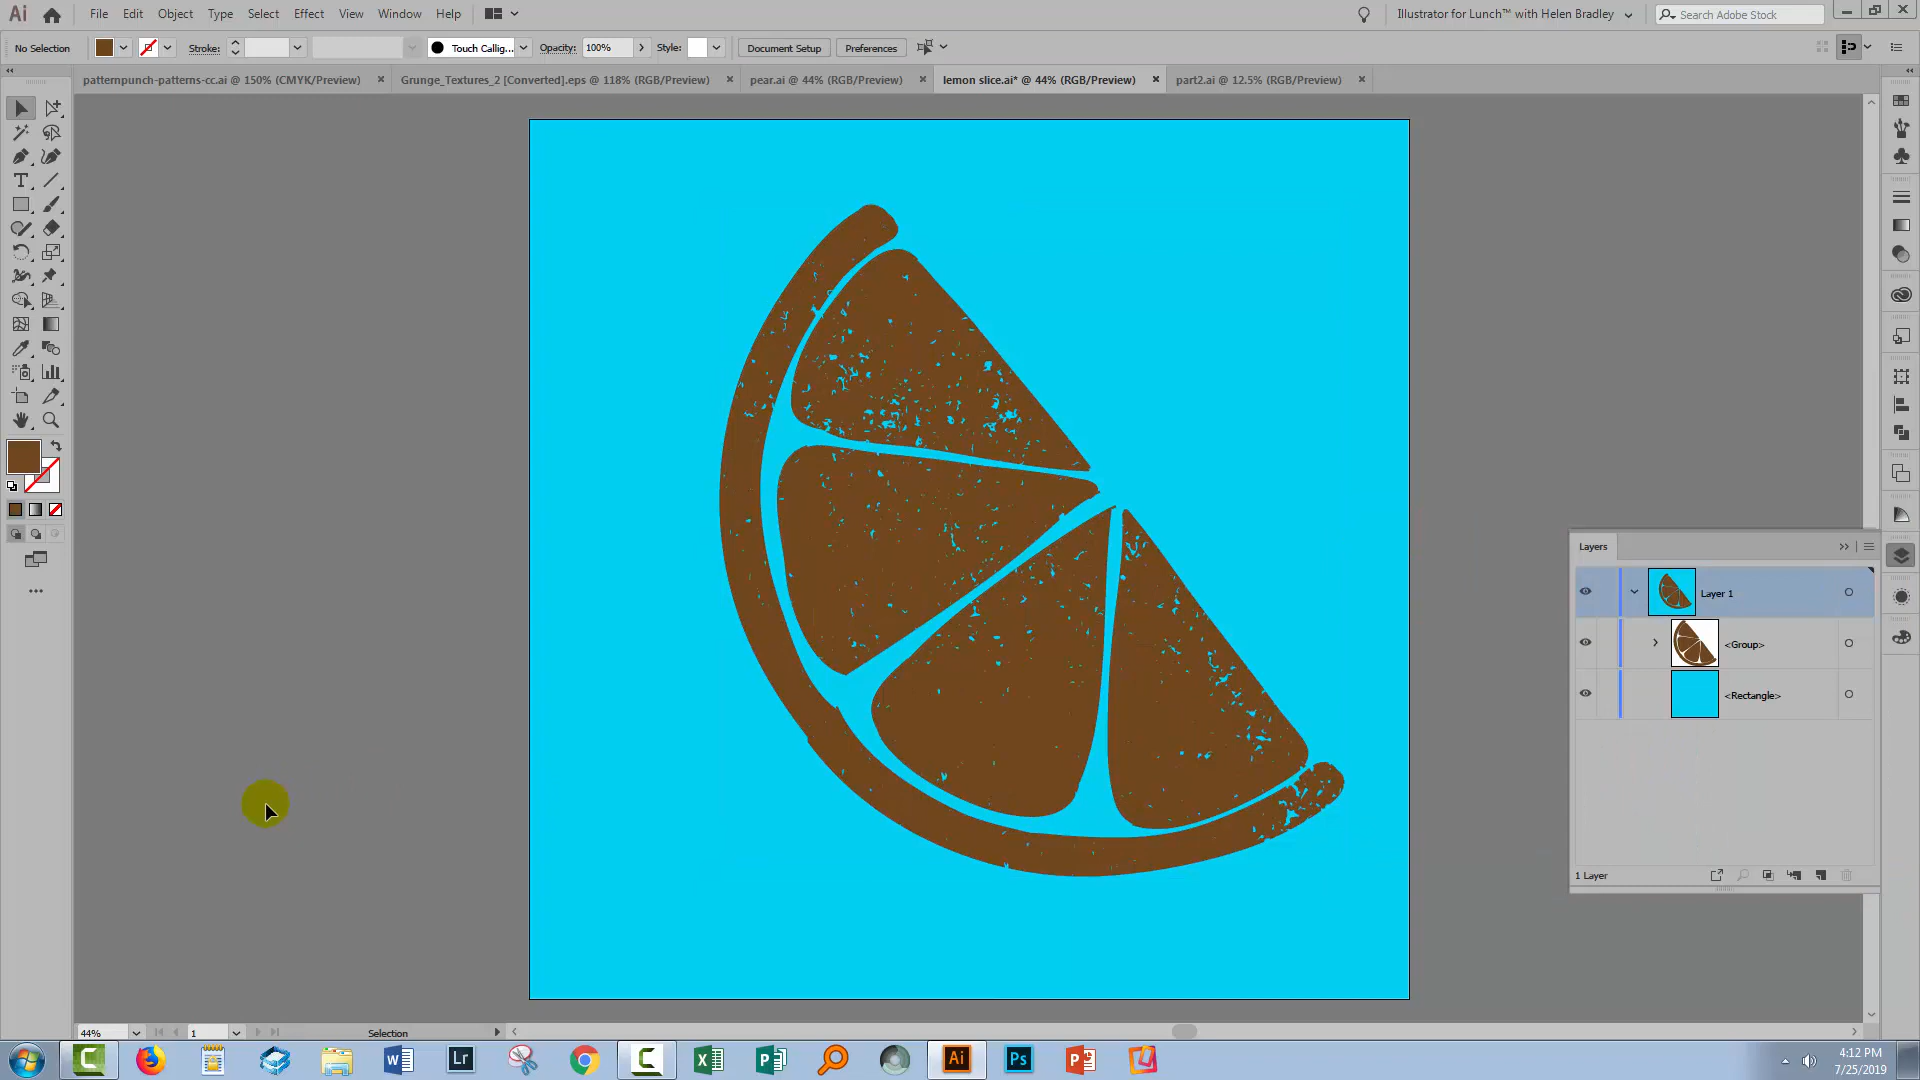 Ai File Edit Object Type Select Effect View Window Help Illustrator for Lunch™ with Helen Bradley Search Adobe Stock
No Selection Stroke: Touch Callig... Opacity: 100% Style: Document Setup Preferences
patternpunch-patterns-cc.ai @ 150% (CMYK/Preview) Grunge_Textures_2 [Converted].eps @ 118% (RGB/Preview) pear.ai @ 44% (RGB/Preview) lemon slice.ai* @ 44% (RGB/Preview) part2.ai @ 12.5% (RGB/Preview)
Layers
Layer 1
<Group>
<Rectangle>
1 Layer
44% 1 Selection
Lr Ai Ps
4:12 PM
7/25/2019